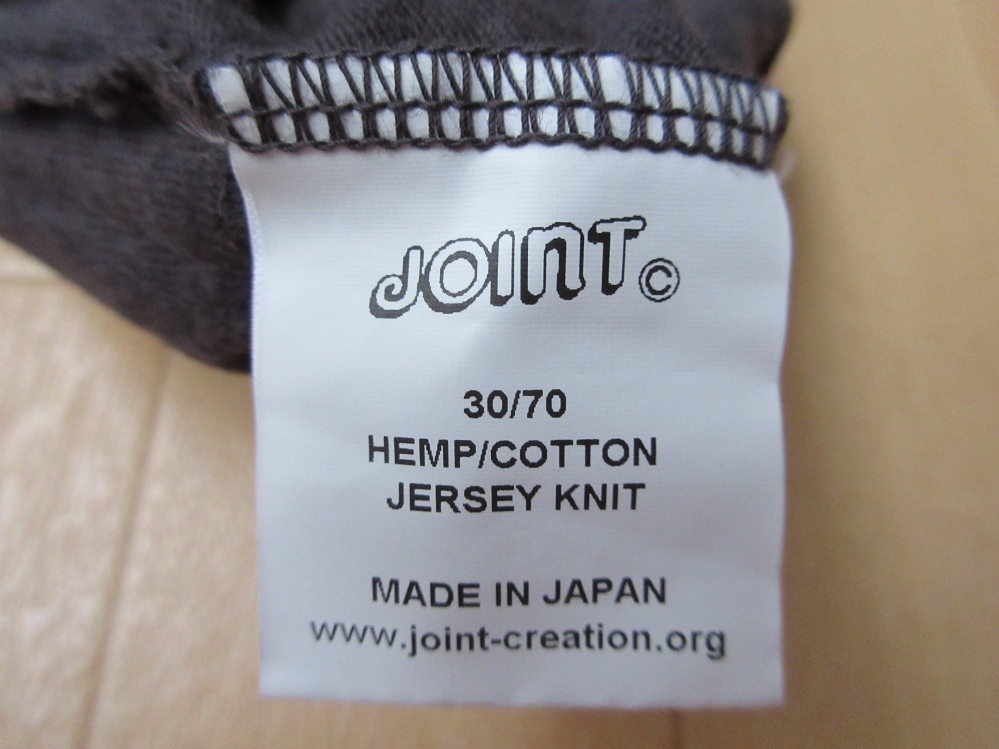 JOINT©
30/70
HEMP/COTTON
JERSEY KNIT
MADE IN JAPAN
www.joint-creation.org